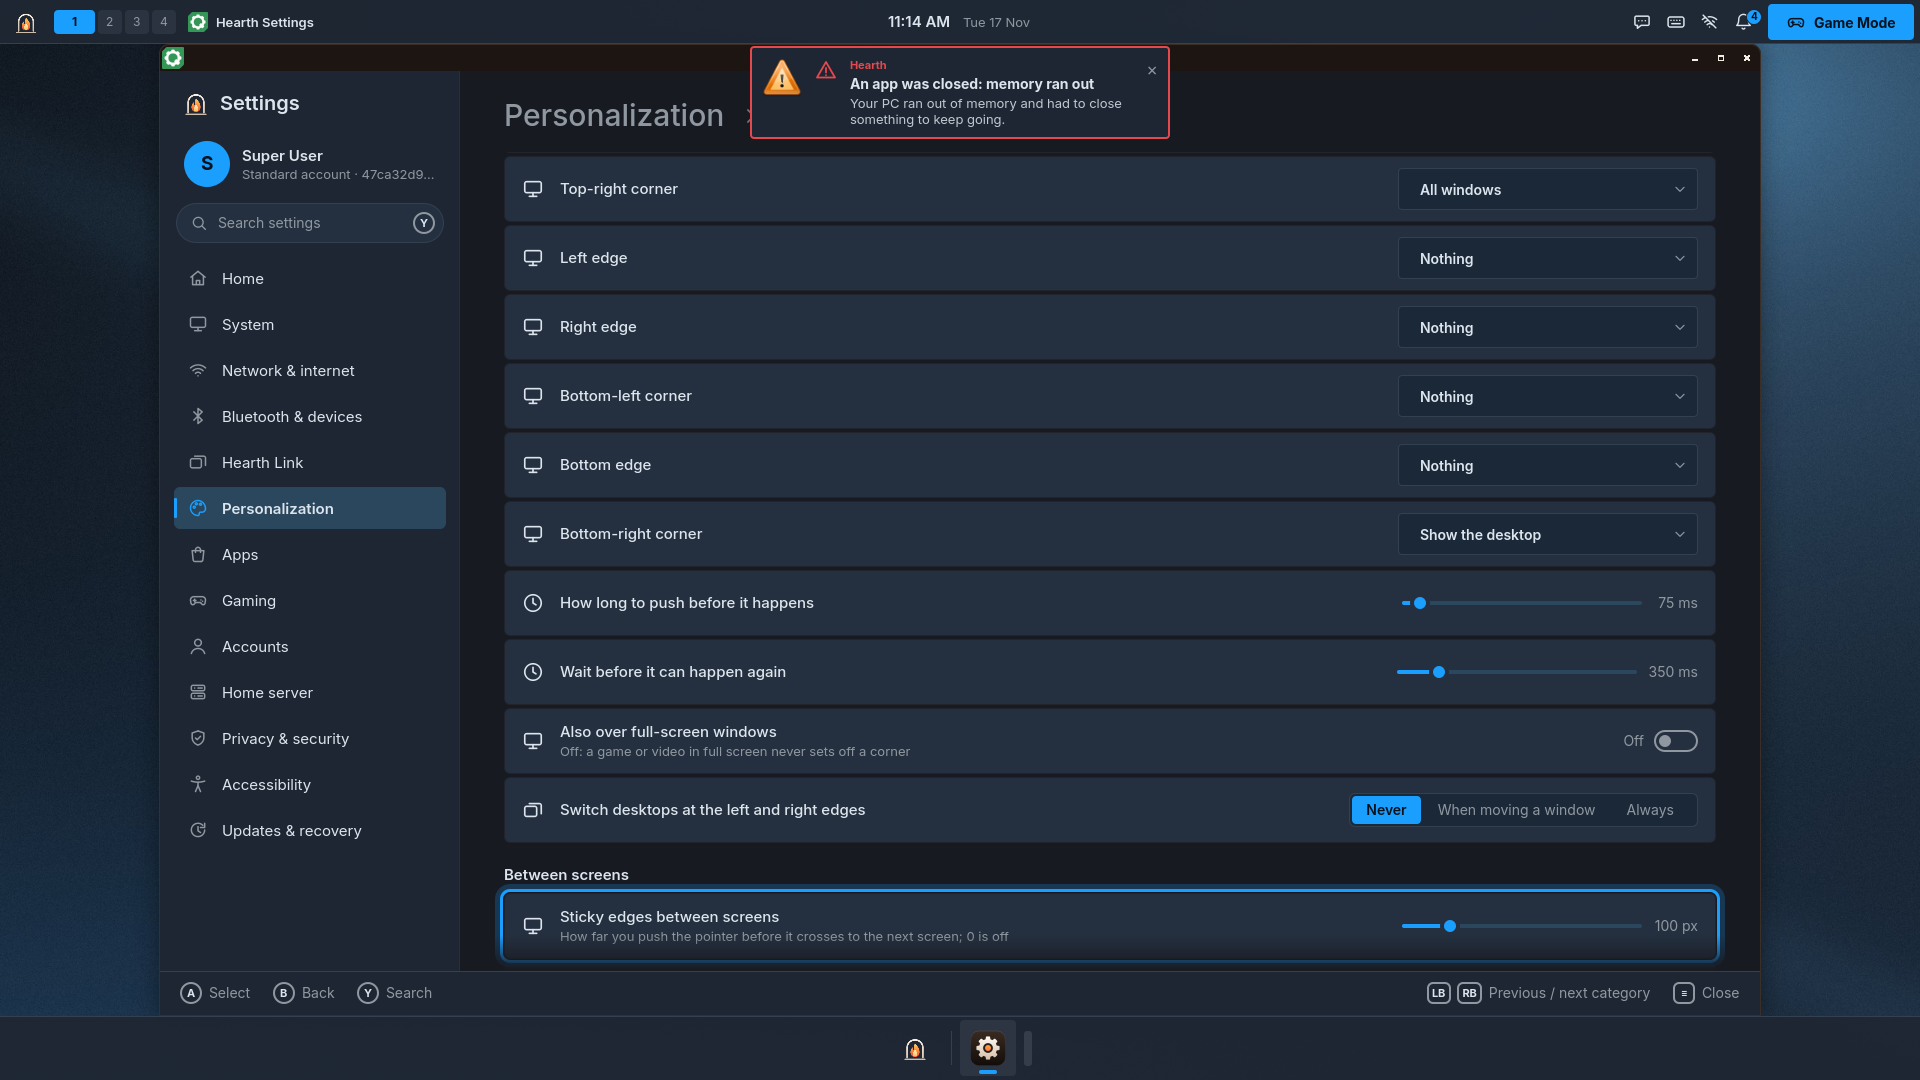 1 2 3 4 Hearth Settings
11:14 AM Tue 17 Nov
4
Game Mode
Hearth
An app was closed: memory ran out
Your PC ran out of memory and had to close
something to keep going.
Settings
S
Super User
Standard account · 47ca32d9...
Search settings Y
Home
System
Network & internet
Bluetooth & devices
Hearth Link
Personalization
Apps
Gaming
Accounts
Home server
Privacy & security
Accessibility
Updates & recovery
Personalization
Top-right corner All windows
Left edge Nothing
Right edge Nothing
Bottom-left corner Nothing
Bottom edge Nothing
Bottom-right corner Show the desktop
How long to push before it happens 75 ms
Wait before it can happen again 350 ms
Also over full-screen windows
Off: a game or video in full screen never sets off a corner
Off
Switch desktops at the left and right edges Never When moving a window Always
Between screens
Sticky edges between screens
How far you push the pointer before it crosses to the next screen; 0 is off
100 px
A Select B Back Y Search
LB RB Previous / next category Close